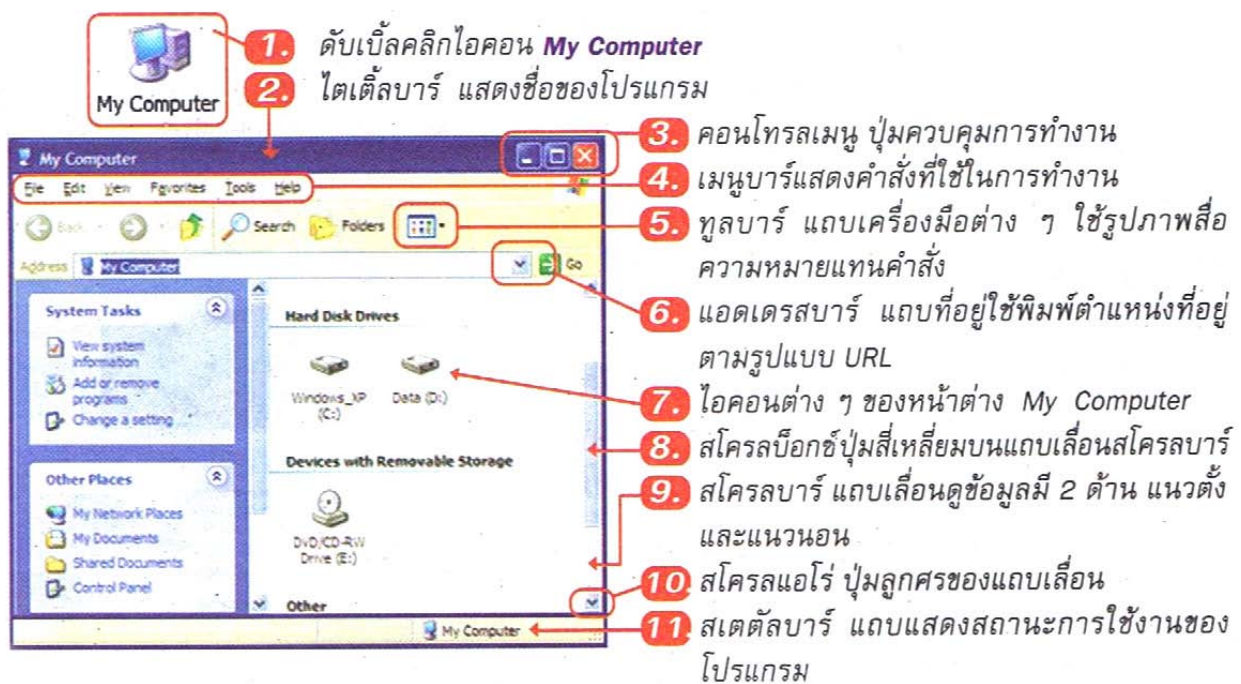 1. ดับเบิ้ลคลิกไอคอน My Computer
My Computer
2. ไตเติ้ลบาร์ แสดงชื่อของโปรแกรม
3. คอนโทรลเมนู ปุ่มควบคุมการทำงาน
4. เมนูบาร์แสดงคำสั่งที่ใช้ในการทำงาน
5. ทูลบาร์ แถบเครื่องมือต่าง ๆ ใช้รูปภาพสื่อ
ความหมายแทนคำสั่ง
6. แอดเดรสบาร์ แถบที่อยู่ใช้พิมพ์ตำแหน่งที่อยู่
ตามรูปแบบ URL
7. ไอคอนต่าง ๆ ของหน้าต่าง My Computer
8. สโครลบ็อกซ์ปุ่มสี่เหลี่ยมบนแถบเลื่อนสโครลบาร์
9. สโครลบาร์ แถบเลื่อนดูข้อมูลมี 2 ด้าน แนวตั้ง
และแนวนอน
10. สโครลแอโร่ ปุ่มลูกศรของแถบเลื่อน
11. สเตตัลบาร์ แถบแสดงสถานะการใช้งานของ
โปรแกรม
My Computer
File Edit View Favorites Tools Help
Back Search Folders
Address My Computer Go
System Tasks
View system
information
Add or remove
programs
Change a setting
Other Places
My Network Places
My Documents
Shared Documents
Control Panel
Hard Disk Drives
Windows_XP
(C:)
Data (D:)
Devices with Removable Storage
DVD/CD-RW
Drive (E:)
Other
My Computer